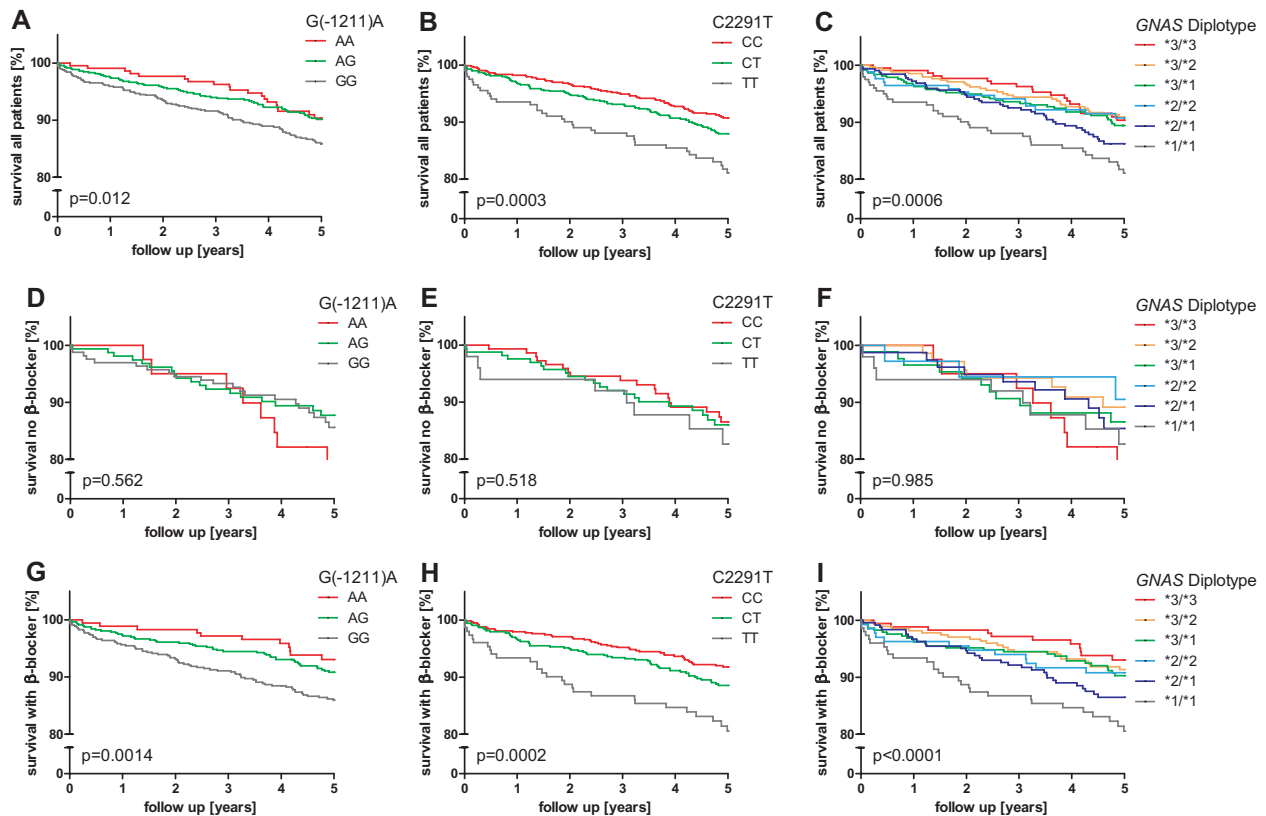 A
G(-1211)A
AA
AG
GG
survival all patients [%]
100
90
80
0
p=0.012
0 1 2 3 4 5
follow up [years]
B
C2291T
CC
CT
TT
survival all patients [%]
100
90
80
0
p=0.0003
0 1 2 3 4 5
follow up [years]
C
GNAS Diplotype
*3/*3
*3/*2
*3/*1
*2/*2
*2/*1
*1/*1
survival all patients [%]
100
90
80
0
p=0.0006
0 1 2 3 4 5
follow up [years]
D
G(-1211)A
AA
AG
GG
survival no β-blocker [%]
100
90
80
0
p=0.562
0 1 2 3 4 5
follow up [years]
E
C2291T
CC
CT
TT
survival no β-blocker [%]
100
90
80
0
p=0.518
0 1 2 3 4 5
follow up [years]
F
GNAS Diplotype
*3/*3
*3/*2
*3/*1
*2/*2
*2/*1
*1/*1
survival no β-blocker [%]
100
90
80
0
p=0.985
0 1 2 3 4 5
follow up [years]
G
G(-1211)A
AA
AG
GG
survival with β-blocker [%]
100
90
80
0
p=0.0014
0 1 2 3 4 5
follow up [years]
H
C2291T
CC
CT
TT
survival with β-blocker [%]
100
90
80
0
p=0.0002
0 1 2 3 4 5
follow up [years]
I
GNAS Diplotype
*3/*3
*3/*2
*3/*1
*2/*2
*2/*1
*1/*1
survival with β-blocker [%]
100
90
80
0
p<0.0001
0 1 2 3 4 5
follow up [years]